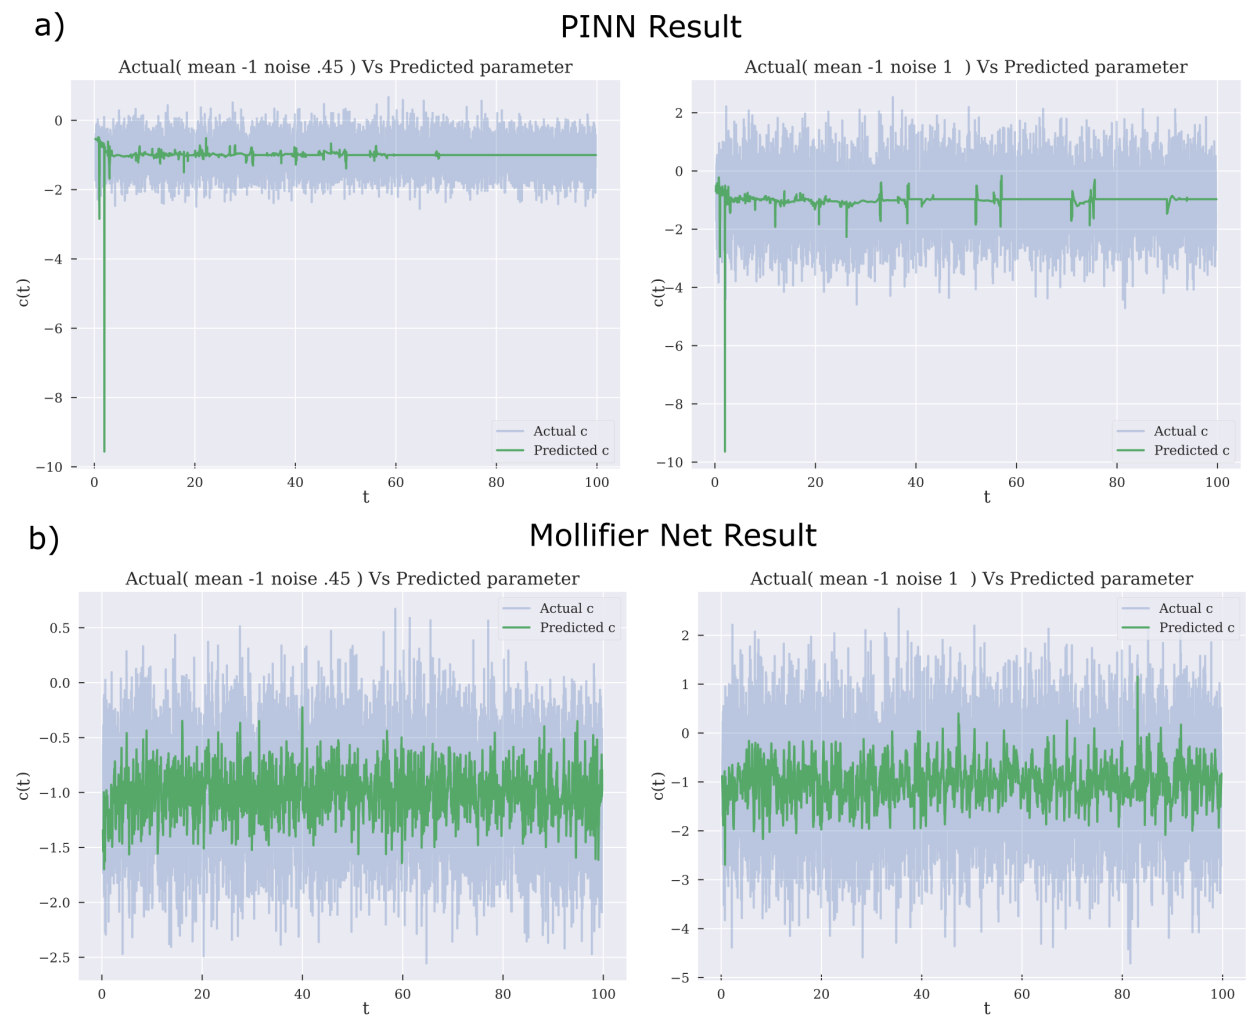 a)
PINN Result
Actual( mean -1 noise .45 ) Vs Predicted parameter
0
−2
−4
−6
−8
−10
c(t)
0 20 40 60 80 100
t
Actual c
Predicted c
Actual( mean -1 noise 1 ) Vs Predicted parameter
2
0
−2
−4
−6
−8
−10
c(t)
0 20 40 60 80 100
t
Actual c
Predicted c
b)
Mollifier Net Result
Actual( mean -1 noise .45 ) Vs Predicted parameter
Actual c
Predicted c
0.5
0.0
−0.5
−1.0
−1.5
−2.0
−2.5
c(t)
0 20 40 60 80 100
t
Actual( mean -1 noise 1 ) Vs Predicted parameter
Actual c
Predicted c
2
1
0
−1
−2
−3
−4
−5
c(t)
0 20 40 60 80 100
t